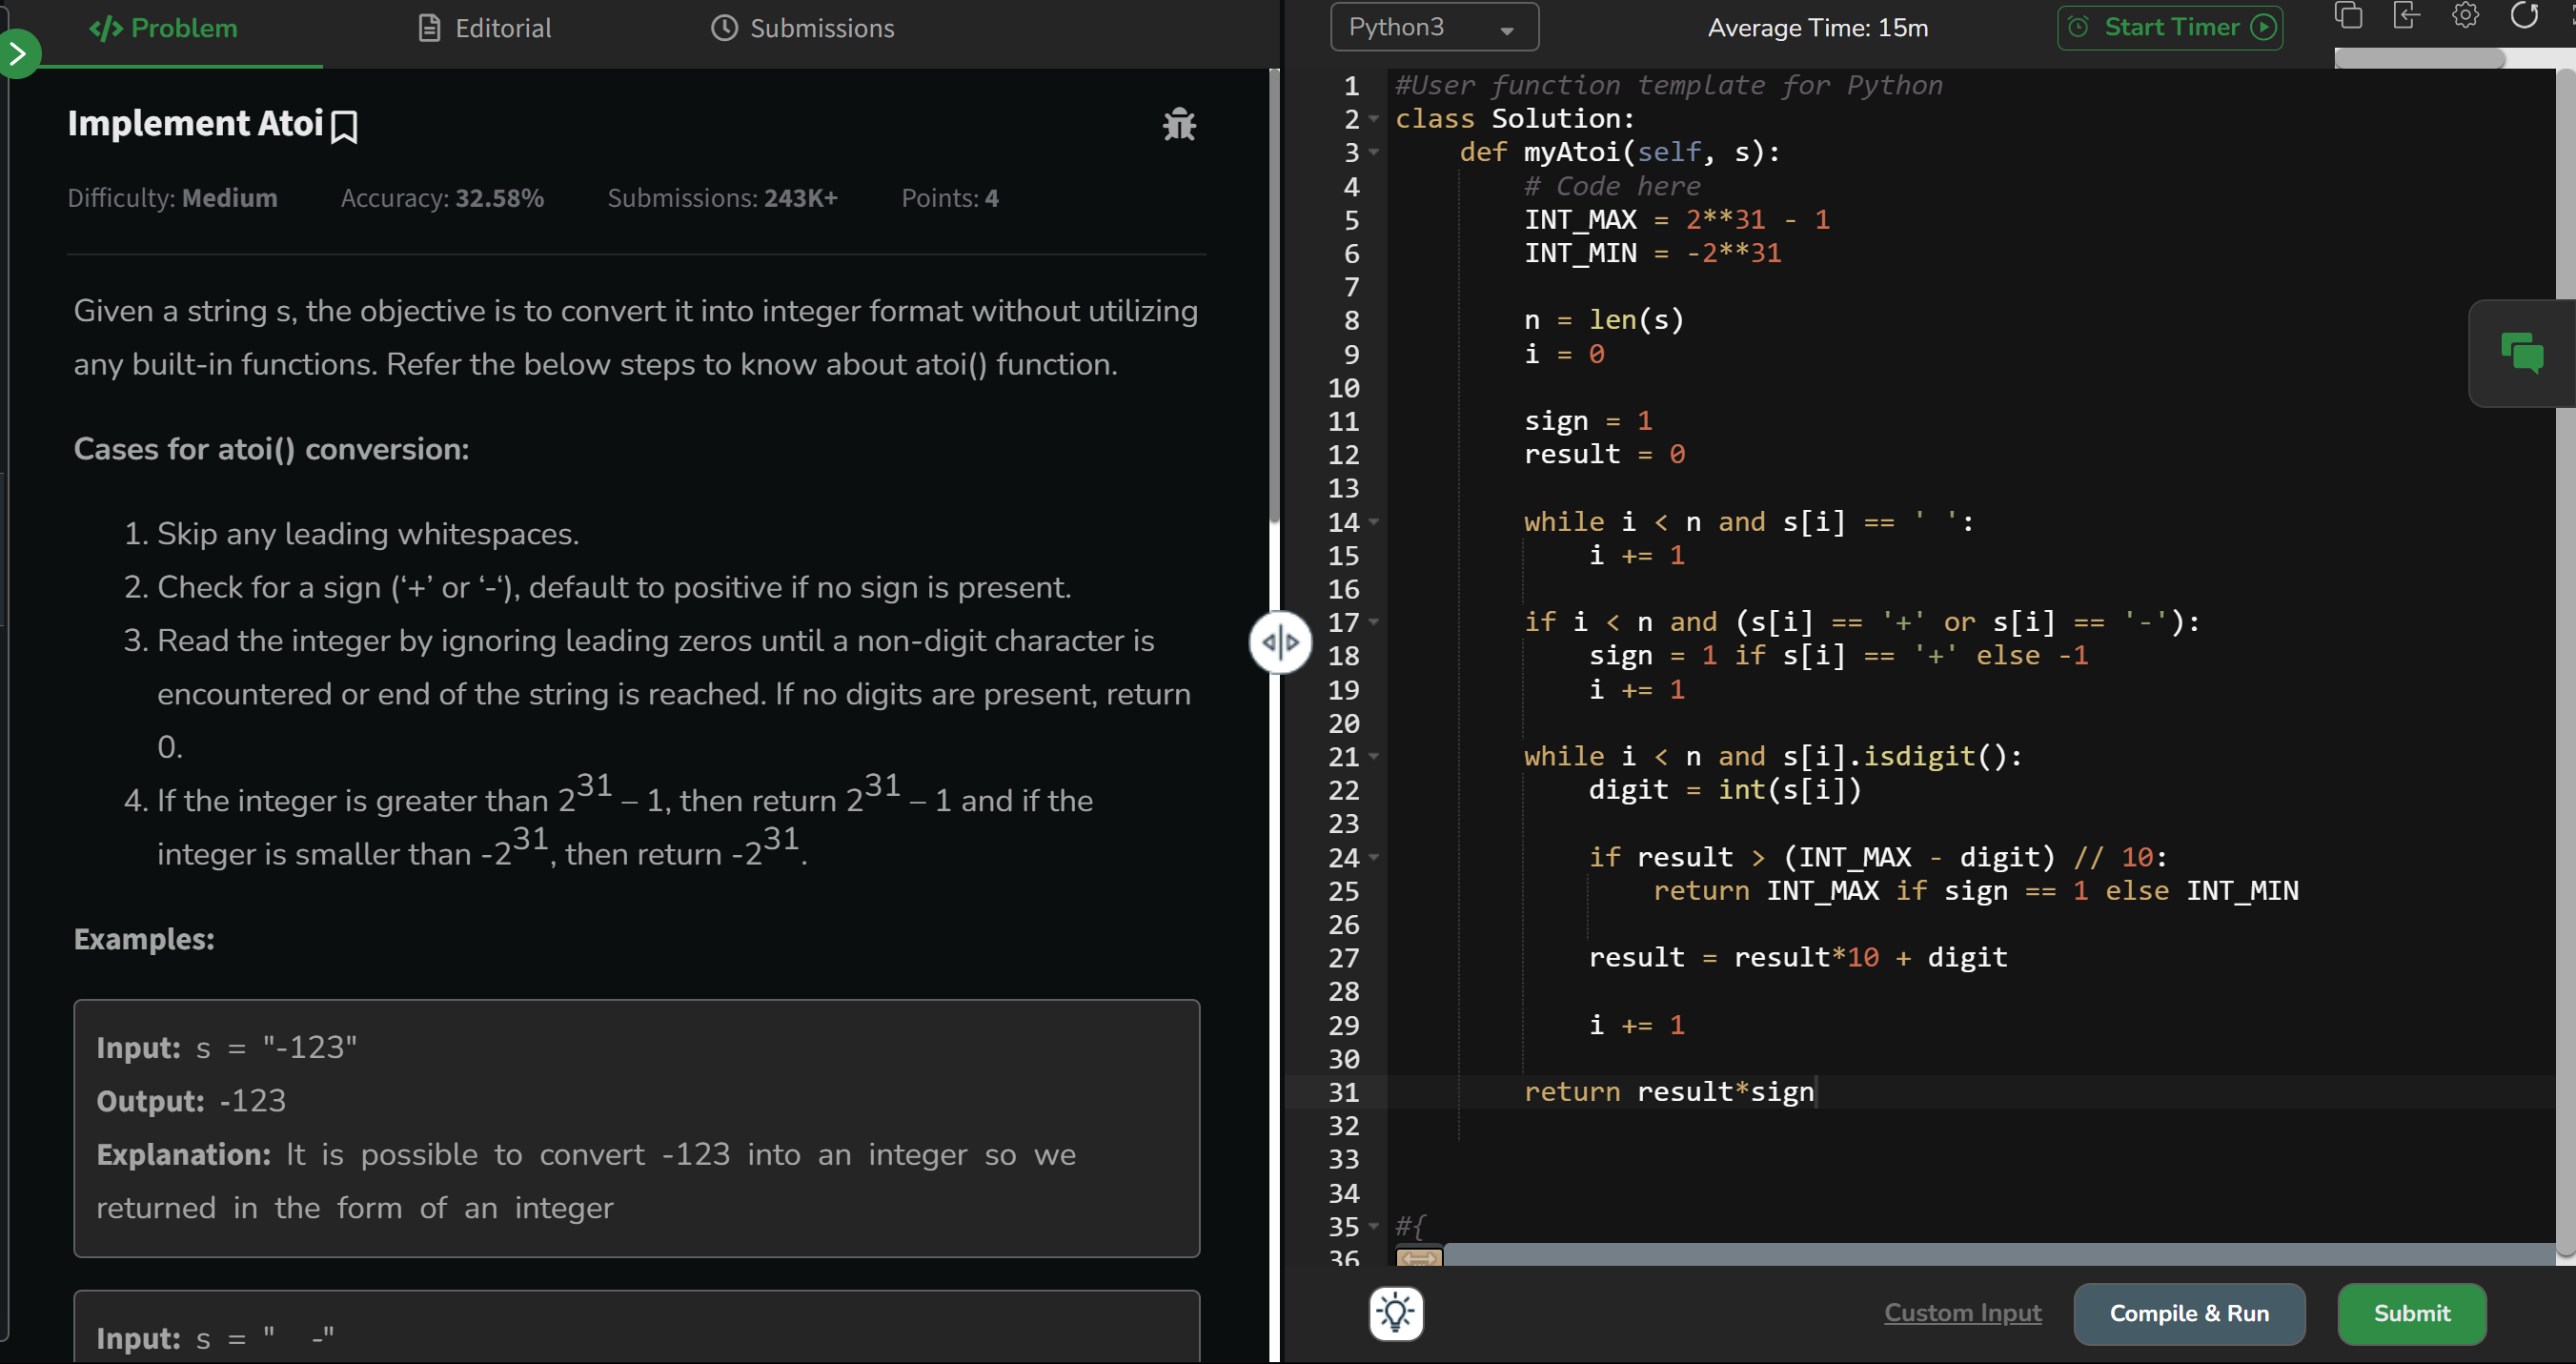 Problem
Editorial
Submissions
Implement Atoi
Difficulty: Medium Accuracy: 32.58% Submissions: 243K+ Points: 4
Given a string s, the objective is to convert it into integer format without utilizing
any built-in functions. Refer the below steps to know about atoi() function.
Cases for atoi() conversion:
1. Skip any leading whitespaces.
2. Check for a sign (‘+’ or ‘-‘), default to positive if no sign is present.
3. Read the integer by ignoring leading zeros until a non-digit character is
encountered or end of the string is reached. If no digits are present, return
0.
4. If the integer is greater than 2^31 – 1, then return 2^31 – 1 and if the
integer is smaller than -2^31, then return -2^31.
Examples:
Input: s = "-123"
Output: -123
Explanation: It is possible to convert -123 into an integer so we
returned in the form of an integer
Input: s = "  -"
Python3
Average Time: 15m
Start Timer
1 #User function template for Python
2 class Solution:
3     def myAtoi(self, s):
4         # Code here
5         INT_MAX = 2**31 - 1
6         INT_MIN = -2**31
7
8         n = len(s)
9         i = 0
10
11         sign = 1
12         result = 0
13
14         while i < n and s[i] == ' ':
15             i += 1
16
17         if i < n and (s[i] == '+' or s[i] == '-'):
18             sign = 1 if s[i] == '+' else -1
19             i += 1
20
21         while i < n and s[i].isdigit():
22             digit = int(s[i])
23
24             if result > (INT_MAX - digit) // 10:
25                 return INT_MAX if sign == 1 else INT_MIN
26
27             result = result*10 + digit
28
29             i += 1
30
31         return result*sign
32
33
34
35 #{
36
Custom Input
Compile & Run
Submit